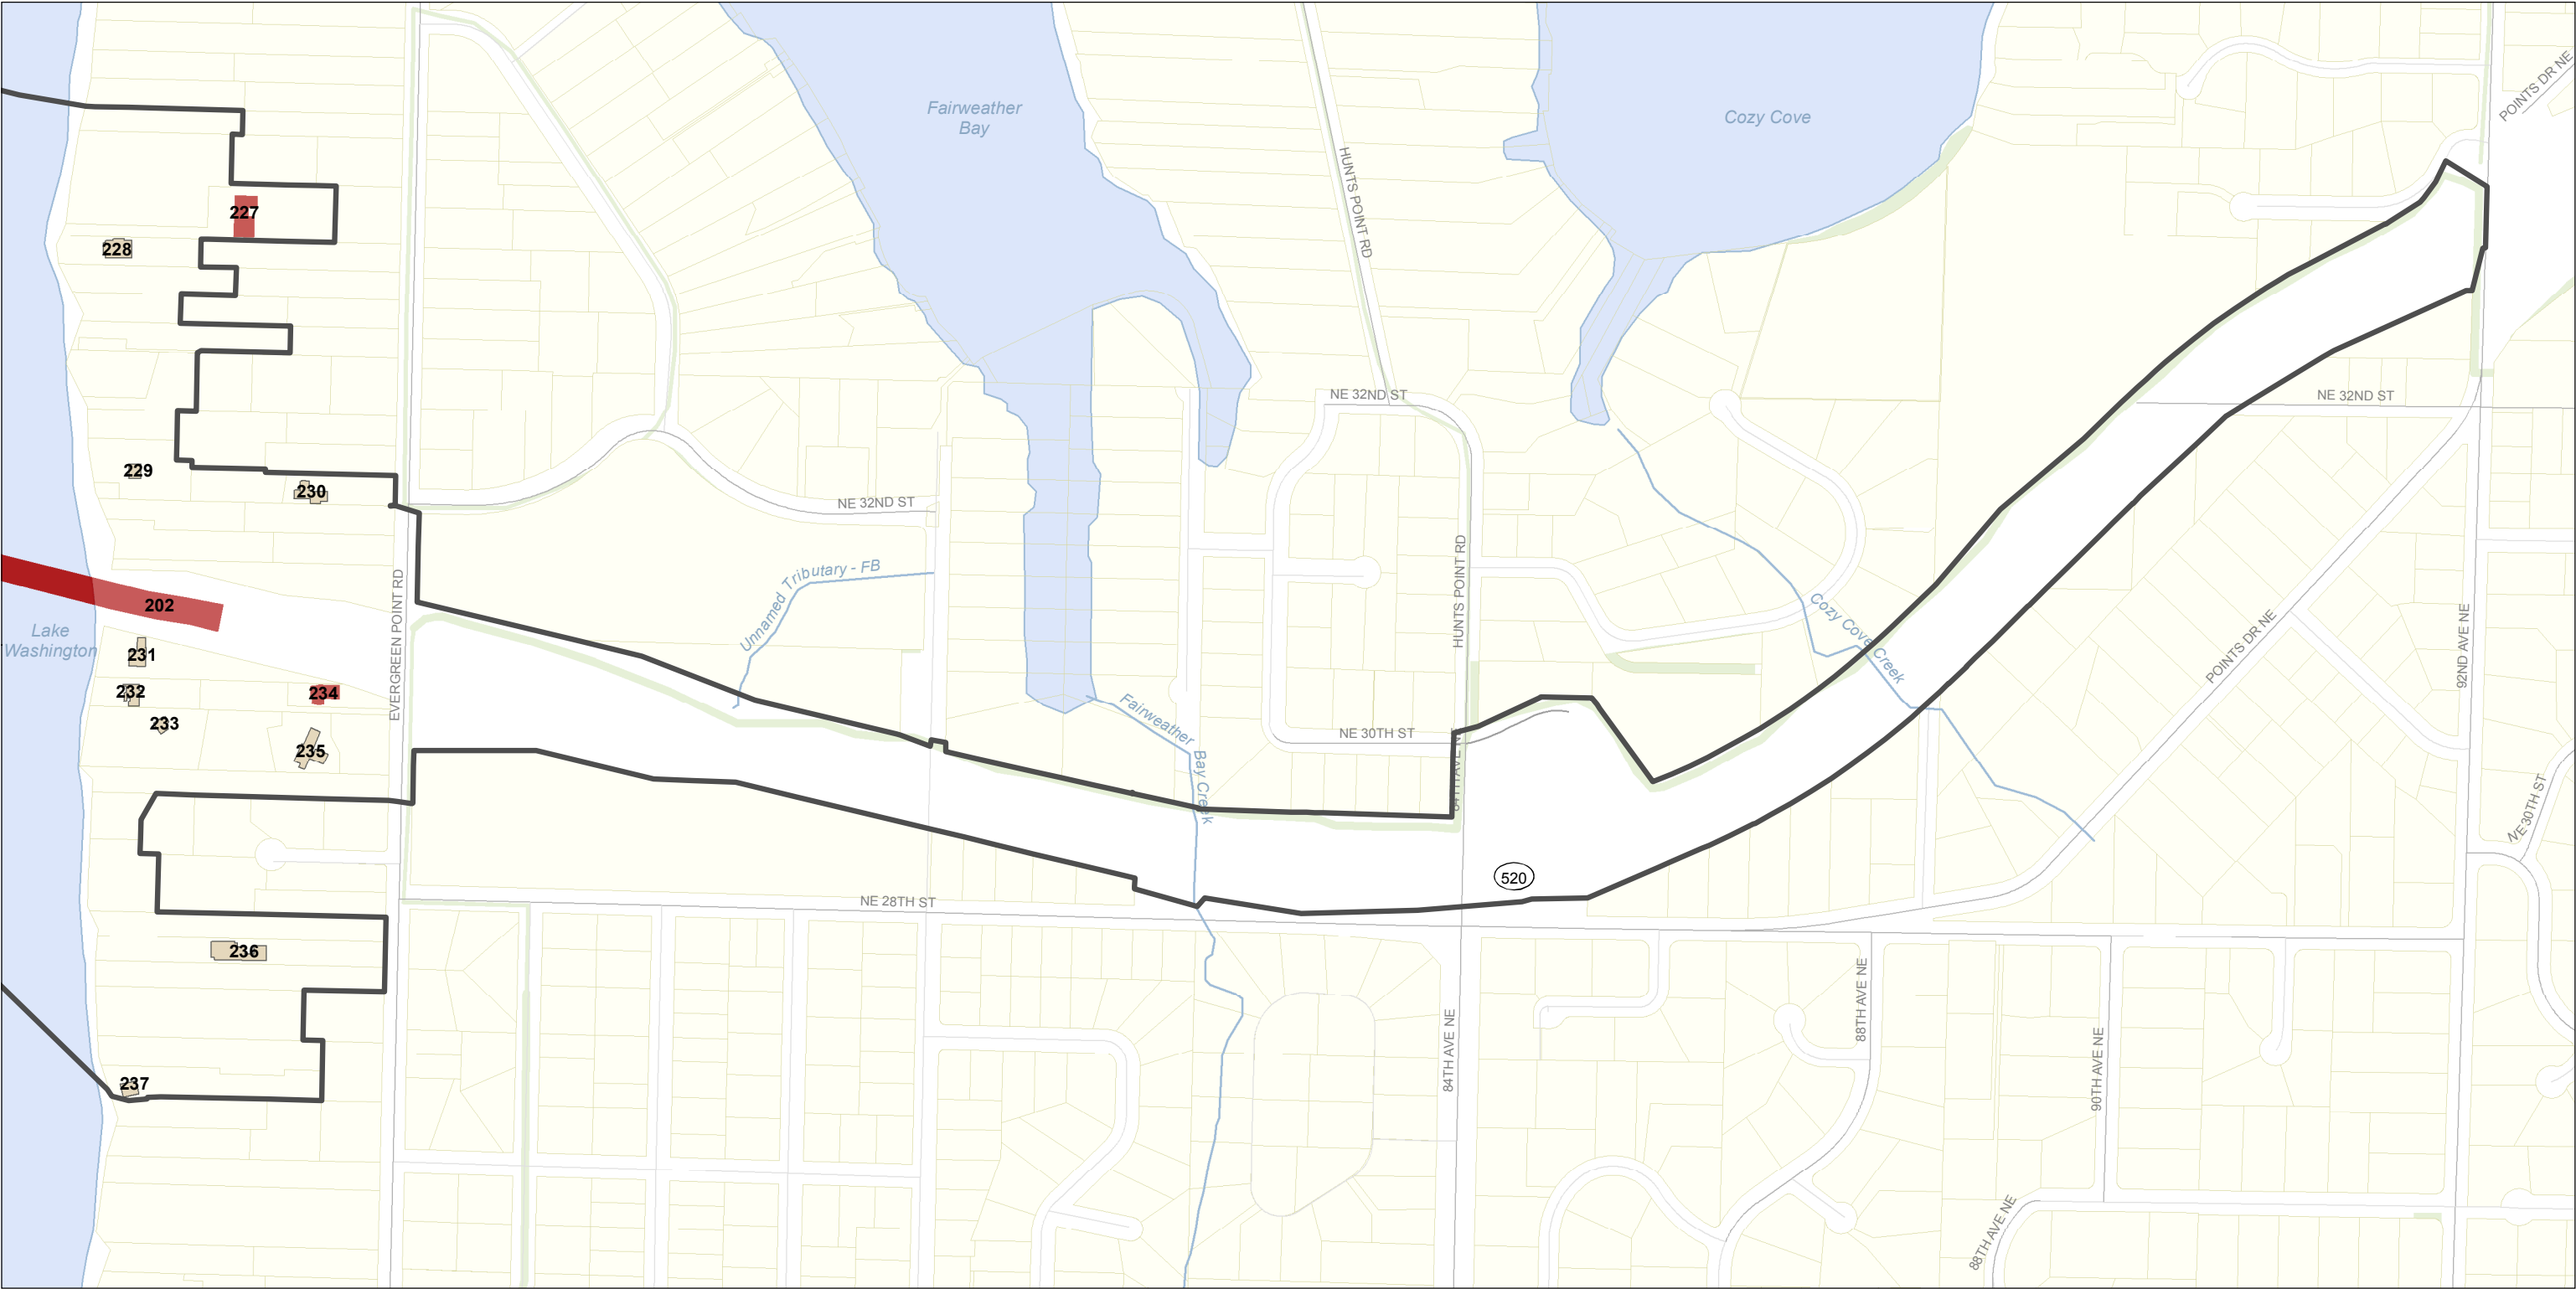 POINTS DR NE
Fairweather
Bay
Cozy Cove
HUNTS POINT RD
227
228
NE 32ND ST
NE 32ND ST
229
230
NE 32ND ST
Unnamed Tributary - FB
EVERGREEN POINT RD
HUNTS POINT RD
Cozy Cove Creek
92ND AVE NE
POINTS DR NE
202
Lake
Washington
231
232
233
234
235
Fairweather Bay Creek
NE 30TH ST
84TH AVE NE
NE 30TH ST
520
NE 28TH ST
236
237
84TH AVE NE
88TH AVE NE
90TH AVE NE
88TH AVE NE